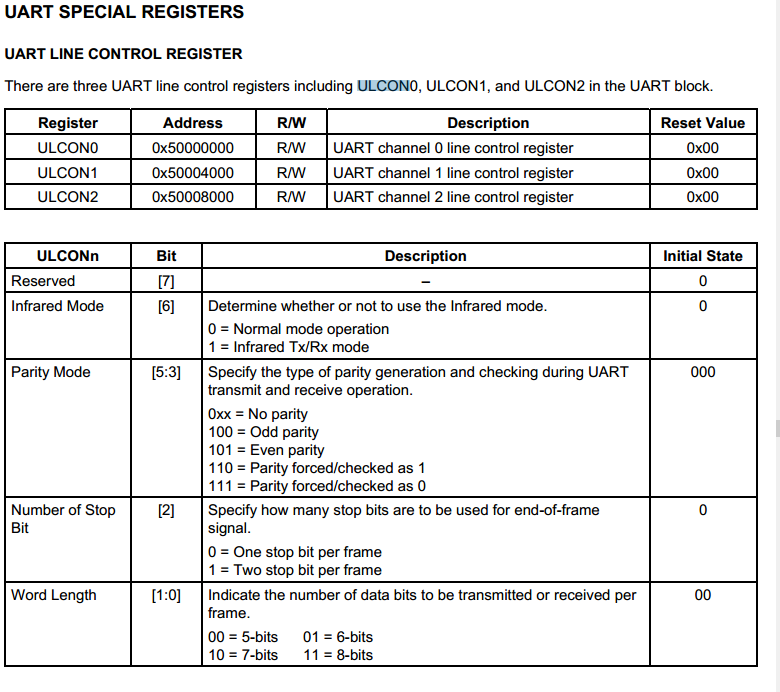 UART SPECIAL REGISTERS
UART LINE CONTROL REGISTER
There are three UART line control registers including ULCON0, ULCON1, and ULCON2 in the UART block.
Register Address R/W Description Reset Value
ULCON0 0x50000000 R/W UART channel 0 line control register 0x00
ULCON1 0x50004000 R/W UART channel 1 line control register 0x00
ULCON2 0x50008000 R/W UART channel 2 line control register 0x00
ULCONn Bit Description Initial State
Reserved [7] – 0
Infrared Mode [6] Determine whether or not to use the Infrared mode. 0
0 = Normal mode operation
1 = Infrared Tx/Rx mode
Parity Mode [5:3] Specify the type of parity generation and checking during UART 000
transmit and receive operation.
0xx = No parity
100 = Odd parity
101 = Even parity
110 = Parity forced/checked as 1
111 = Parity forced/checked as 0
Number of Stop [2] Specify how many stop bits are to be used for end-of-frame 0
Bit signal.
0 = One stop bit per frame
1 = Two stop bit per frame
Word Length [1:0] Indicate the number of data bits to be transmitted or received per 00
frame.
00 = 5-bits 01 = 6-bits
10 = 7-bits 11 = 8-bits